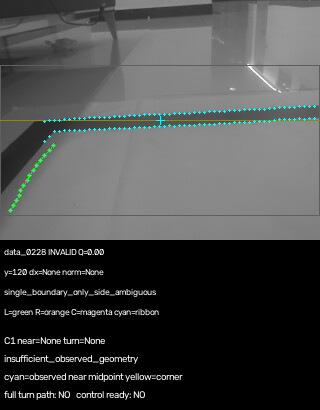 data_0228 INVALID Q=0.00
y=120 dx=None norm=None
single_boundary_only_side_ambiguous
L=green R=orange C=magenta cyan=ribbon
C1 near=None turn=None
insufficient_observed_geometry
cyan=observed near midpoint yellow=corner
full turn path: NO control ready: NO